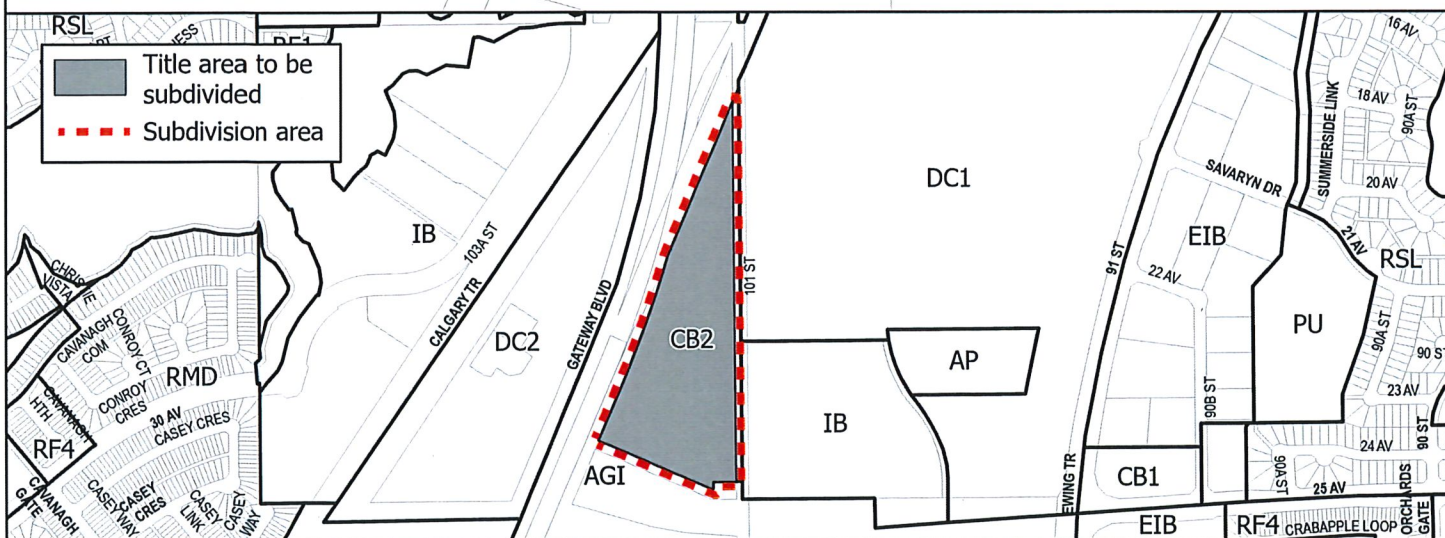 RSL
RF1
Title area to be
subdivided
Subdivision area
16 AV
18 AV
90A ST
SUMMERSIDE LINK
SAVARYN DR
20 AV
DC1
IB
103A ST
CALGARY TR
GATEWAY BLVD
101 ST
91 ST
EIB
21 AV
RSL
22 AV
CAVANAGH
COM
CONROY CT
DC2
CB2
PU
90A ST
AP
RMD
CONROY
CRES
30 AV
CASEY CRES
CAVANAGH
HTH
RF4
IB
90B ST
23 AV
24 AV
90 ST
AGI
CB1
90A ST
25 AV
CAVANAGH
GATE
CASEY WAY
CASEY
CRES
CASEY
LINK
CASEY
WAY
EWING TR
EIB
RF4
CRABAPPLE LOOP
ORCHARDS
GATE